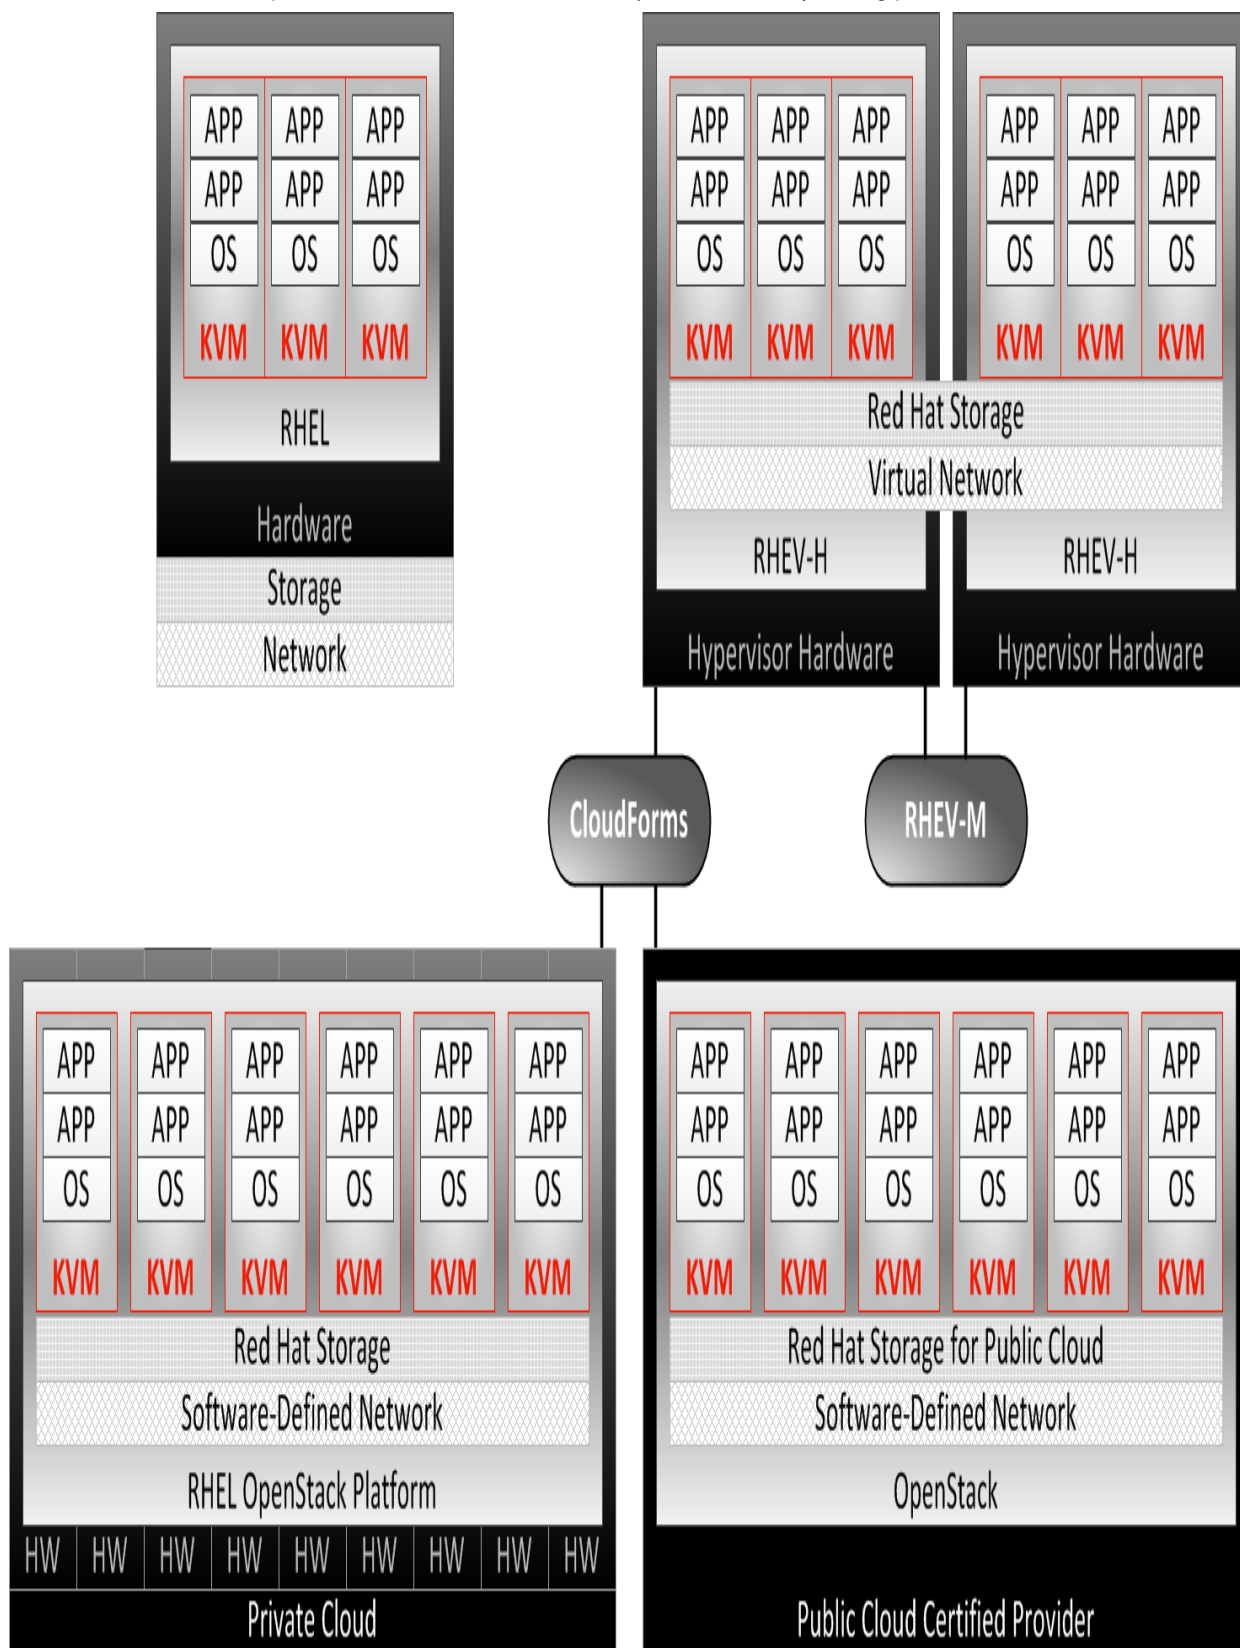 APP APP APP
APP APP APP
OS OS OS
KVM KVM KVM
RHEL
Hardware
Storage
Network
APP APP APP APP APP APP
APP APP APP APP APP APP
OS OS OS OS OS OS
KVM KVM KVM KVM KVM KVM
Red Hat Storage
Virtual Network
RHEV-H RHEV-H
Hypervisor Hardware Hypervisor Hardware
CloudForms
RHEV-M
APP APP APP APP APP APP
APP APP APP APP APP APP
OS OS OS OS OS OS
KVM KVM KVM KVM KVM KVM
Red Hat Storage
Software-Defined Network
RHEL OpenStack Platform
HW HW HW HW HW HW HW HW HW
Private Cloud
APP APP APP APP APP APP
APP APP APP APP APP APP
OS OS OS OS OS OS
KVM KVM KVM KVM KVM KVM
Red Hat Storage for Public Cloud
Software-Defined Network
OpenStack
Public Cloud Certified Provider